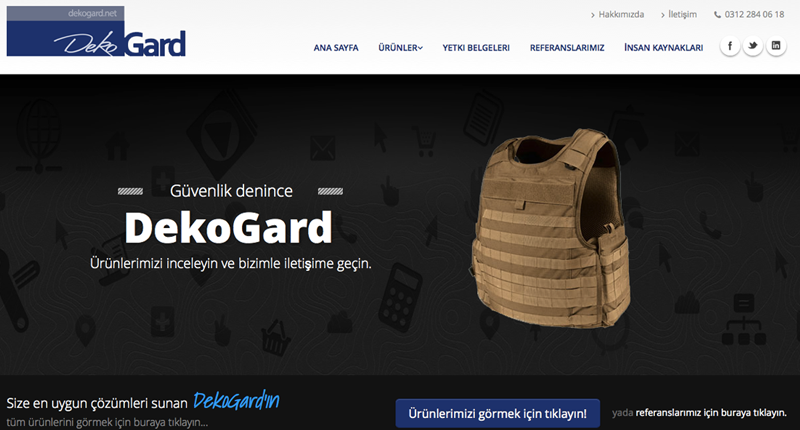 dekogard.net
Deko Gard
Hakkımızda İletişim 0312 284 06 18
ANA SAYFA ÜRÜNLER YETKİ BELGELERİ REFERANSLARIMIZ İNSAN KAYNAKLARI
Güvenlik denince
DekoGard
Ürünlerimizi inceleyin ve bizimle iletişime geçin.
Size en uygun çözümleri sunan DekoGard'ın
tüm ürünlerini görmek için buraya tıklayın...
Ürünlerimizi görmek için tıklayın!
yada referanslarımız için buraya tıklayın.